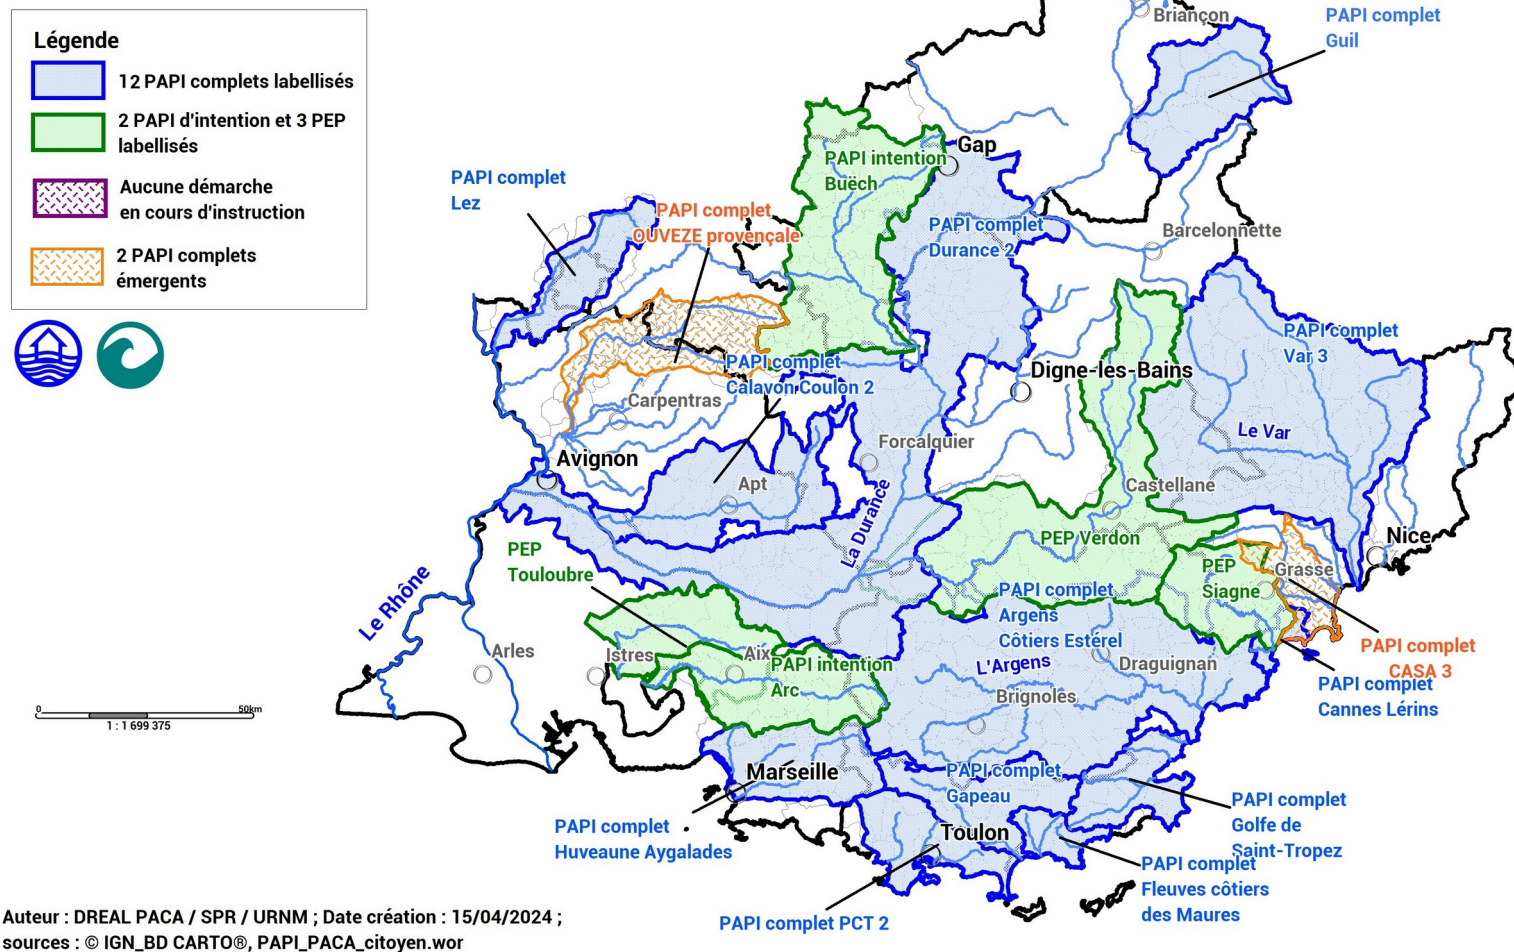 Légende
12 PAPI complets labellisés
2 PAPI d'intention et 3 PEP
labellisés
Aucune démarche
en cours d'instruction
2 PAPI complets
émergents
Briançon
PAPI complet
Guil
Gap
PAPI intention
Buëch
PAPI complet
Lez
PAPI complet
OUVEZE provençale
PAPI complet
Durance 2
Barcelonnette
PAPI complet
Var 3
PAPI complet
Calavon Coulon 2
Digne-les-Bains
Carpentras
Le Var
Forcalquier
Avignon
Apt
Castellane
La Durance
PEP Verdon
Nice
PEP
Touloubre
PEP
Siagne
Grasse
Le Rhône
PAPI complet
Argens
Côtiers Estérel
PAPI complet
CASA 3
Arles
Istres
Aix
PAPI intention
Arc
L'Argens
Draguignan
Brignoles
PAPI complet
Cannes Lérins
0
50km
1 : 1 699 375
Marseille
PAPI complet
Gapeau
PAPI complet
Huveaune Aygalades
Toulon
PAPI complet
Golfe de
Saint-Tropez
PAPI complet
Fleuves côtiers
des Maures
PAPI complet PCT 2
Auteur : DREAL PACA / SPR / URNM ; Date création : 15/04/2024 ;
sources : © IGN_BD CARTO®, PAPI_PACA_citoyen.wor